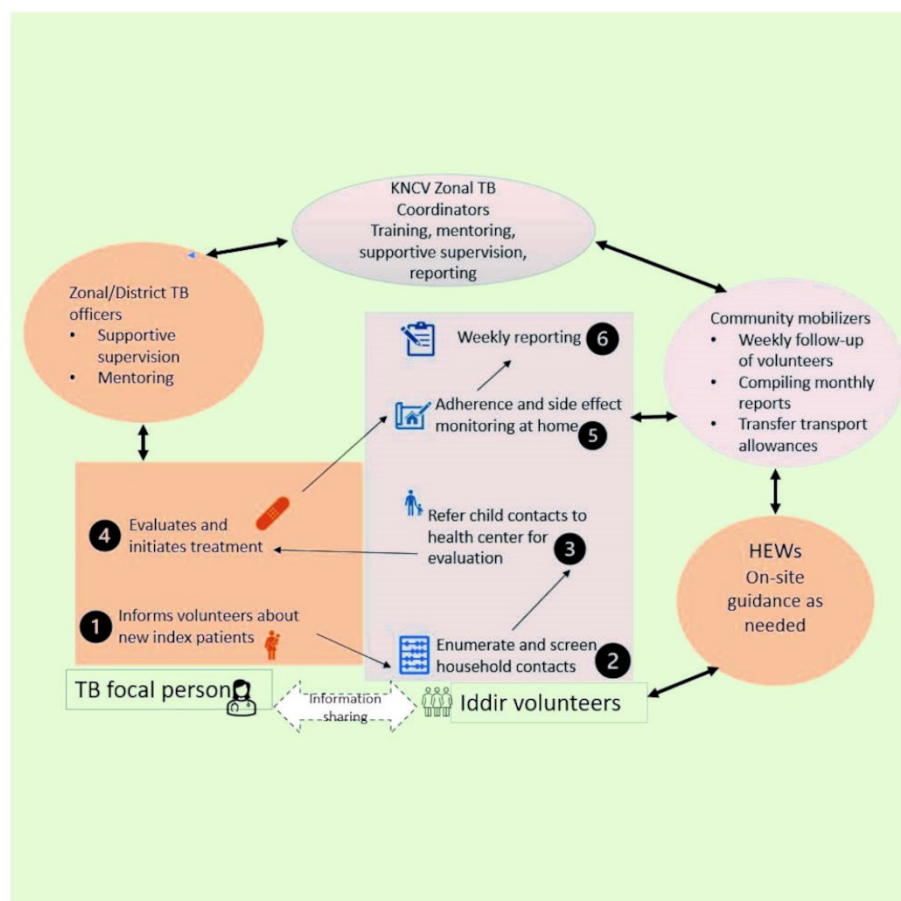 KNCV Zonal TB
Coordinators
Training, mentoring,
supportive supervision,
reporting
Zonal/District TB
officers
• Supportive
supervision
• Mentoring
Community mobilizers
• Weekly follow-up
of volunteers
• Compiling monthly
reports
• Transfer transport
allowances
Weekly reporting 6
Adherence and side effect
monitoring at home 5
4 Evaluates and
initiates treatment
Refer child contacts to
health center for
evaluation 3
HEWs
On-site
guidance as
needed
1 Informs volunteers about
new index patients
Enumerate and screen
household contacts 2
TB focal person
Information
sharing
Iddir volunteers